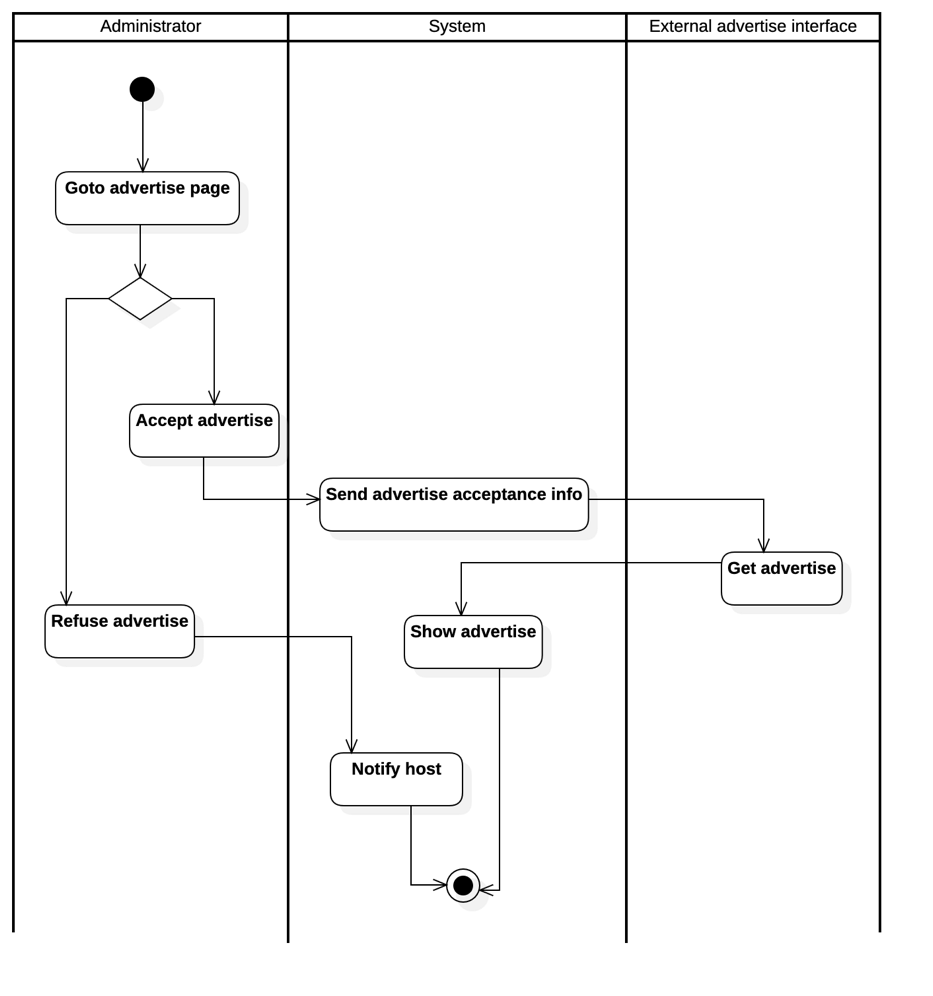 Administrator
System
External advertise interface
Goto advertise page
Accept advertise
Send advertise acceptance info
Get advertise
Refuse advertise
Show advertise
Notify host